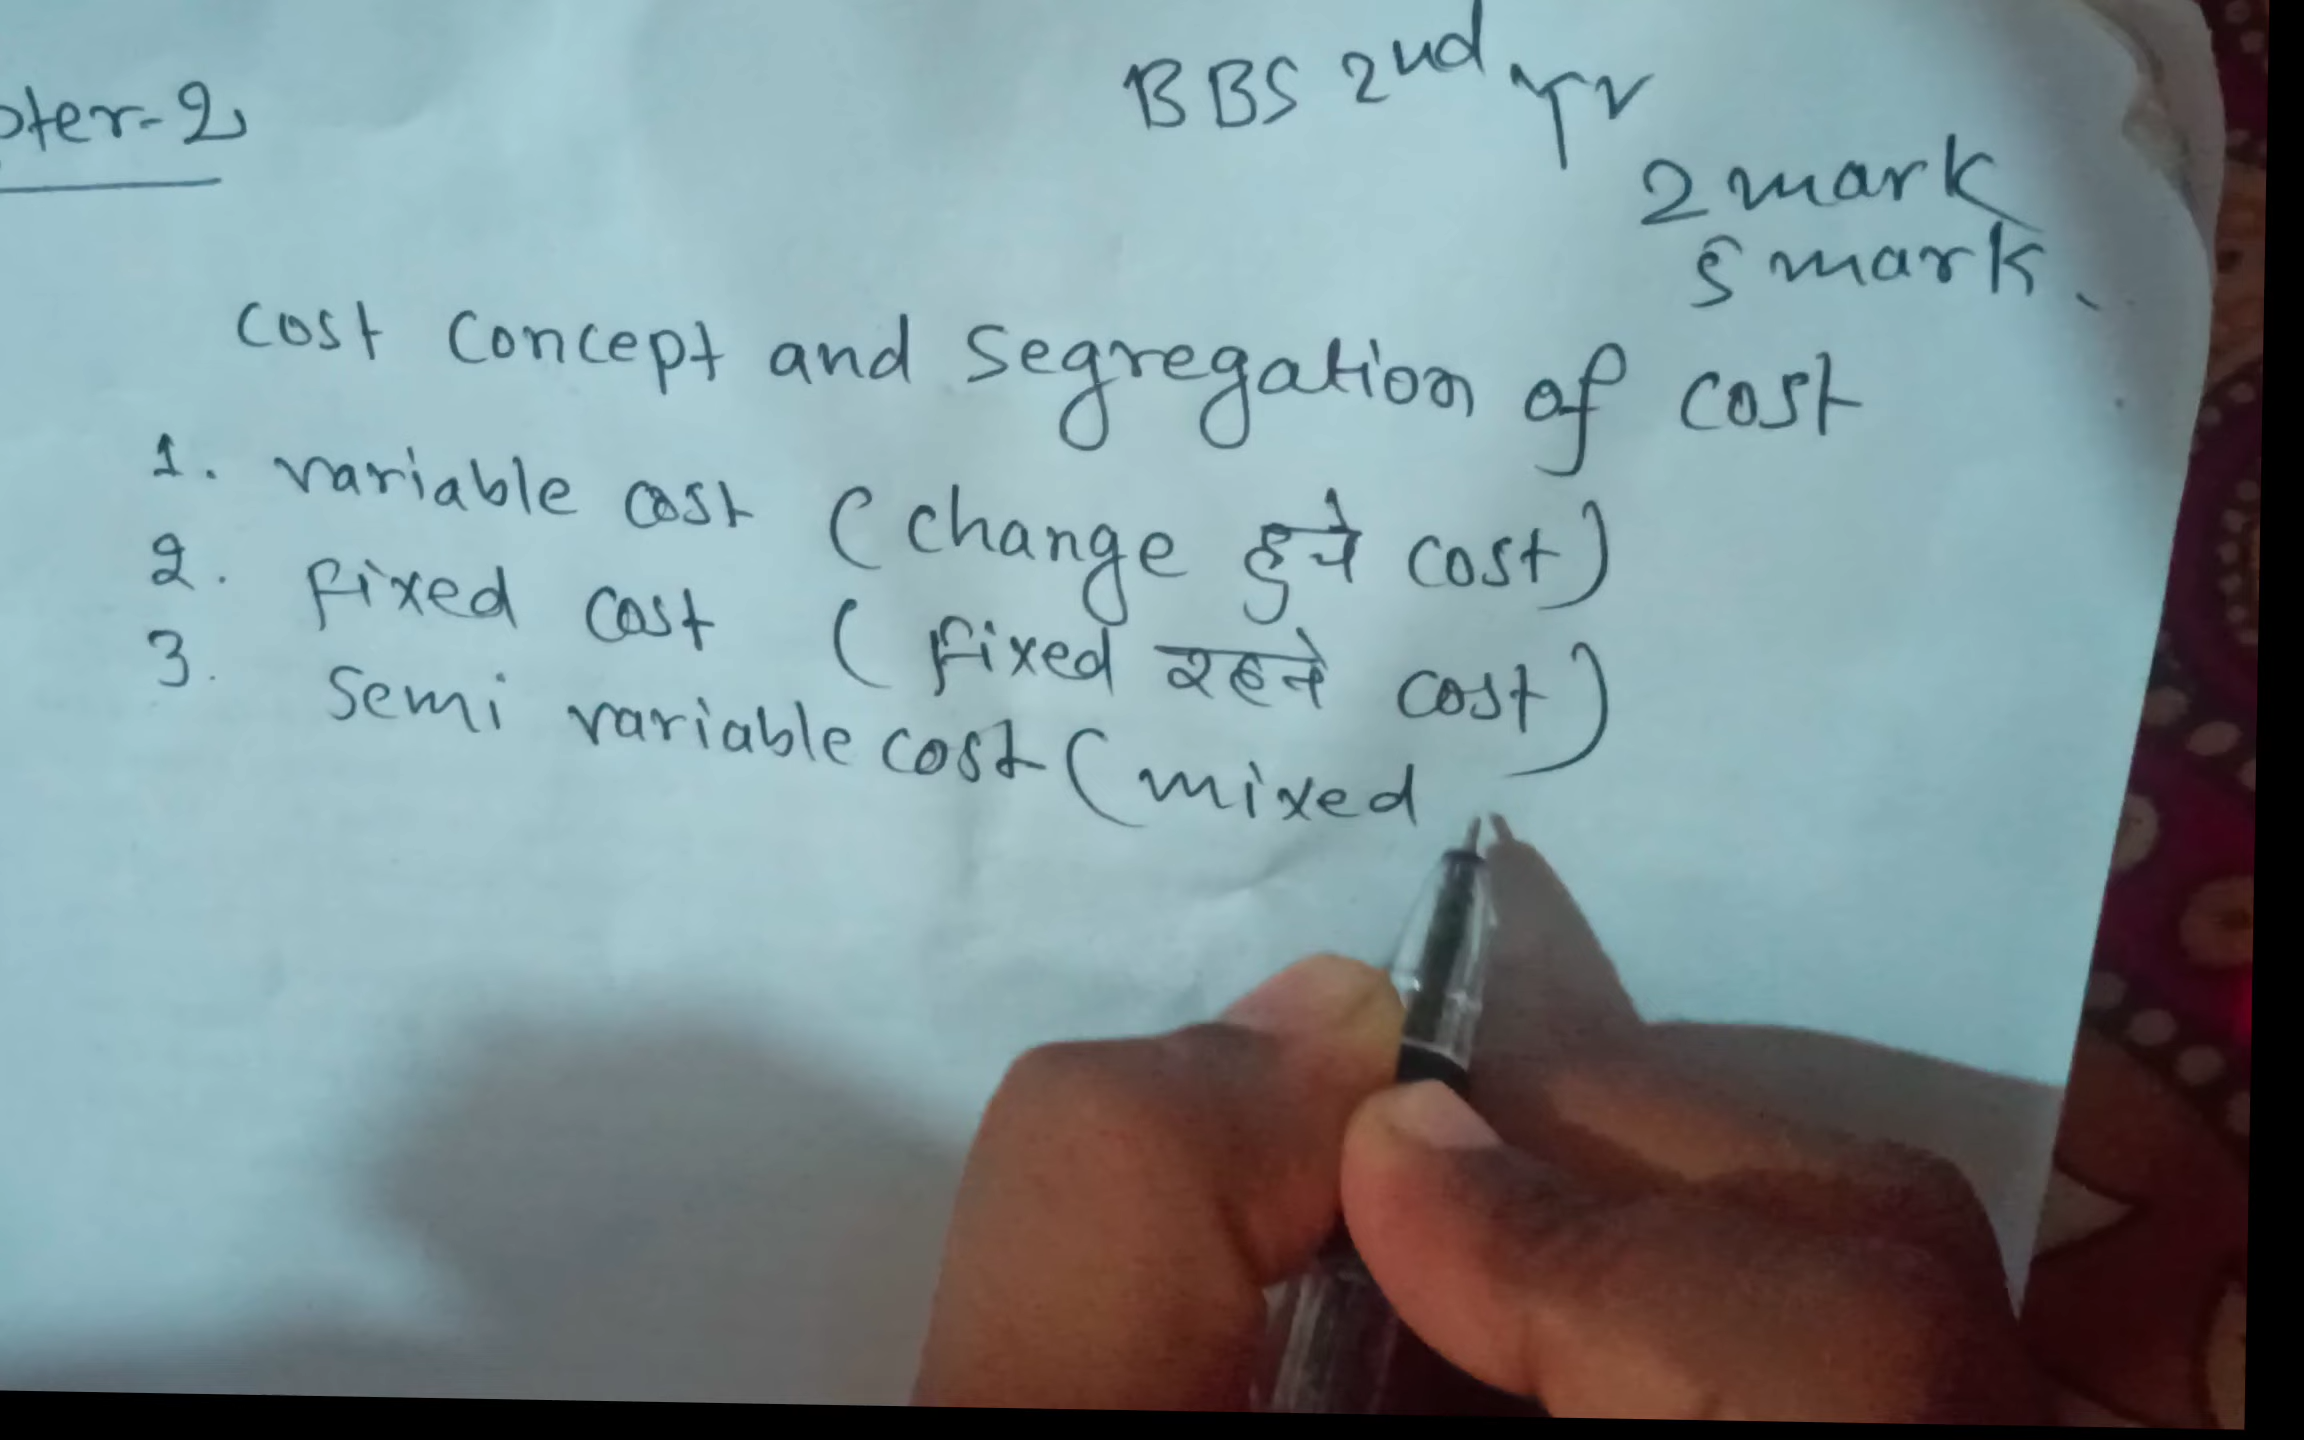 pter-2
BBS 2nd yr
2 mark
5 mark.
cost concept and segregation of cost
1. variable cost (change हुने cost)
2. fixed cost (fixed रहने cost)
3. semi variable cost (mixed